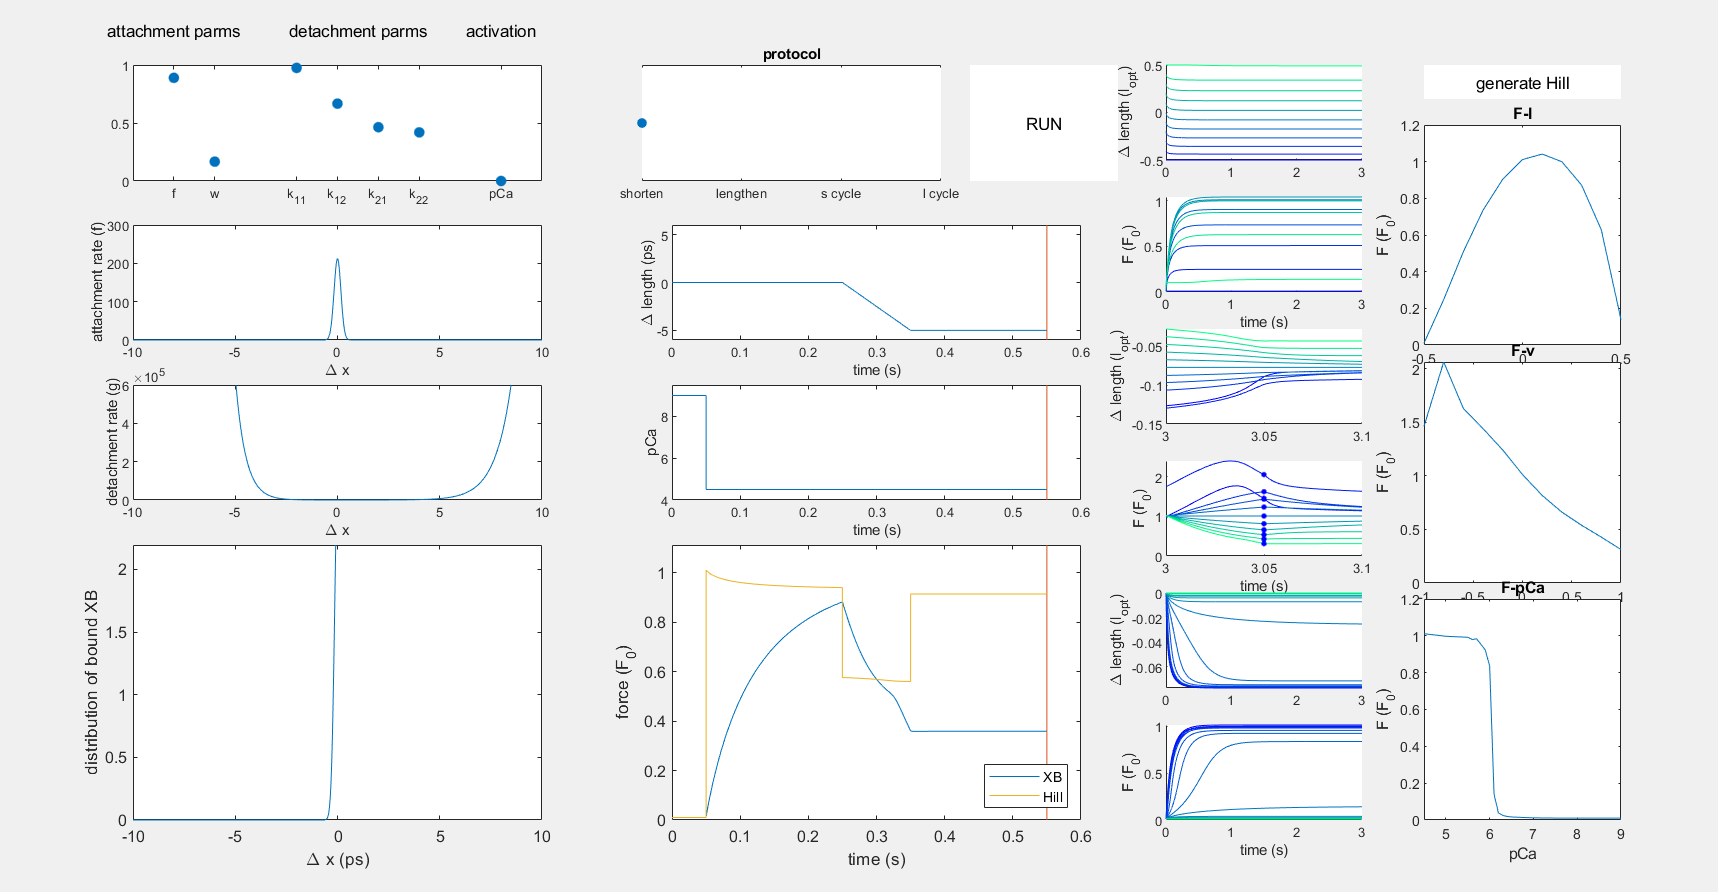 attachment parms detachment parms activation
1
0.5
0
f w k11 k12 k21 k22 pCa
attachment rate (f)
300
200
100
0
-10 -5 0 5 10
Δ x
detachment rate (g)
×10^5
6
4
2
0
-10 -5 0 5 10
Δ x
distribution of bound XB
2
1.5
1
0.5
0
-10 -5 0 5 10
Δ x (ps)
protocol
shorten lengthen s cycle l cycle
RUN
Δ length (ps)
5
0
-5
0 0.1 0.2 0.3 0.4 0.5 0.6
time (s)
pCa
8
6
4
0 0.1 0.2 0.3 0.4 0.5 0.6
time (s)
force (F0)
1
0.8
0.6
0.4
0.2
0
XB
Hill
0 0.1 0.2 0.3 0.4 0.5 0.6
time (s)
Δ length (lopt)
0.5
0
-0.5
0 1 2 3
F (F0)
1
0.5
0
0 1 2 3
time (s)
Δ length (lopt)
-0.05
-0.1
-0.15
3 3.05 3.1
F (F0)
2
1
0
3 3.05 3.1
time (s)
Δ length (lopt)
0
-0.02
-0.04
-0.06
0 1 2 3
F (F0)
1
0.5
0
0 1 2 3
time (s)
generate Hill
F-l
F (F0)
1.2
1
0.8
0.6
0.4
0.2
0
-0.5 0 0.5
F-v
F (F0)
2
1.5
1
0.5
0
-1 -0.5 0 0.5 1
F-pCa
F (F0)
1.2
1
0.8
0.6
0.4
0.2
0
5 6 7 8 9
pCa